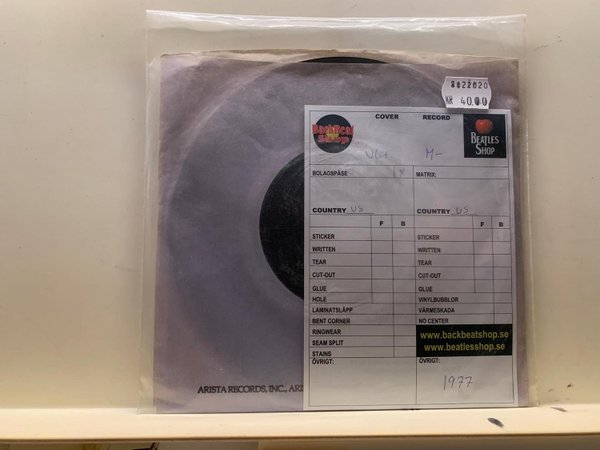 8022020
KR 40.00
COVER RECORD
BackBeat Shop
BEATLES SHOP
VG+ M-
BOLAGSPÅSE Y MATRIX:
COUNTRY US COUNTRY US
F B F B
STICKER STICKER
WRITTEN WRITTEN
TEAR TEAR
CUT-OUT CUT-OUT
GLUE GLUE
HOLE VINYLBUBBLOR
LAMINATSLÄPP VÄRMESKADA
BENT CORNER NO CENTER
RINGWEAR
SEAM SPLIT
STAINS
www.backbeatshop.se
www.beatlesshop.se
ÖVRIGT: ÖVRIGT:
1977
ARISTA RECORDS, INC.,